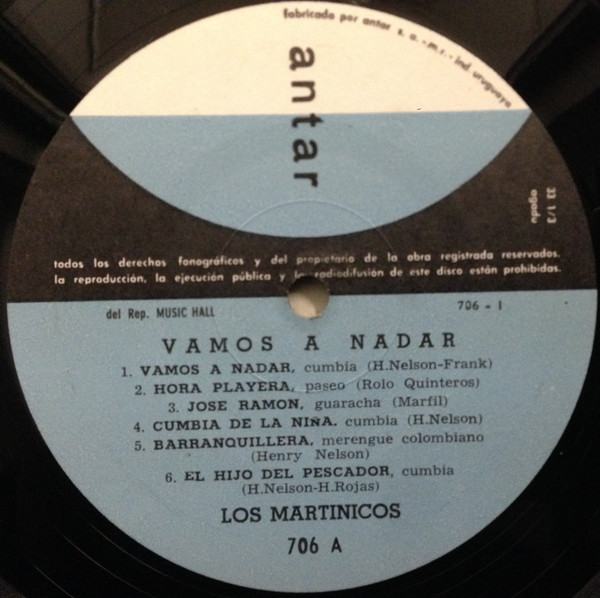 fabricado por antar s. a. - m.r. - ind. uruguaya
antar
33 1/3
agadu
todos los derechos fonográficos y del propietario de la obra registrada reservados.
la reproducción, la ejecución pública y la radiodifusión de este disco están prohibidas.
del Rep. MUSIC HALL 706 - I
VAMOS A NADAR
1. VAMOS A NADAR, cumbia (H.Nelson-Frank)
2. HORA PLAYERA, paseo (Rolo Quinteros)
3. JOSE RAMON, guaracha (Marfil)
4. CUMBIA DE LA NIÑA. cumbia (H.Nelson)
5. BARRANQUILLERA, merengue colombiano
(Henry Nelson)
6. EL HIJO DEL PESCADOR, cumbia
(H.Nelson-H.Rojas)
LOS MARTINICOS
706 A